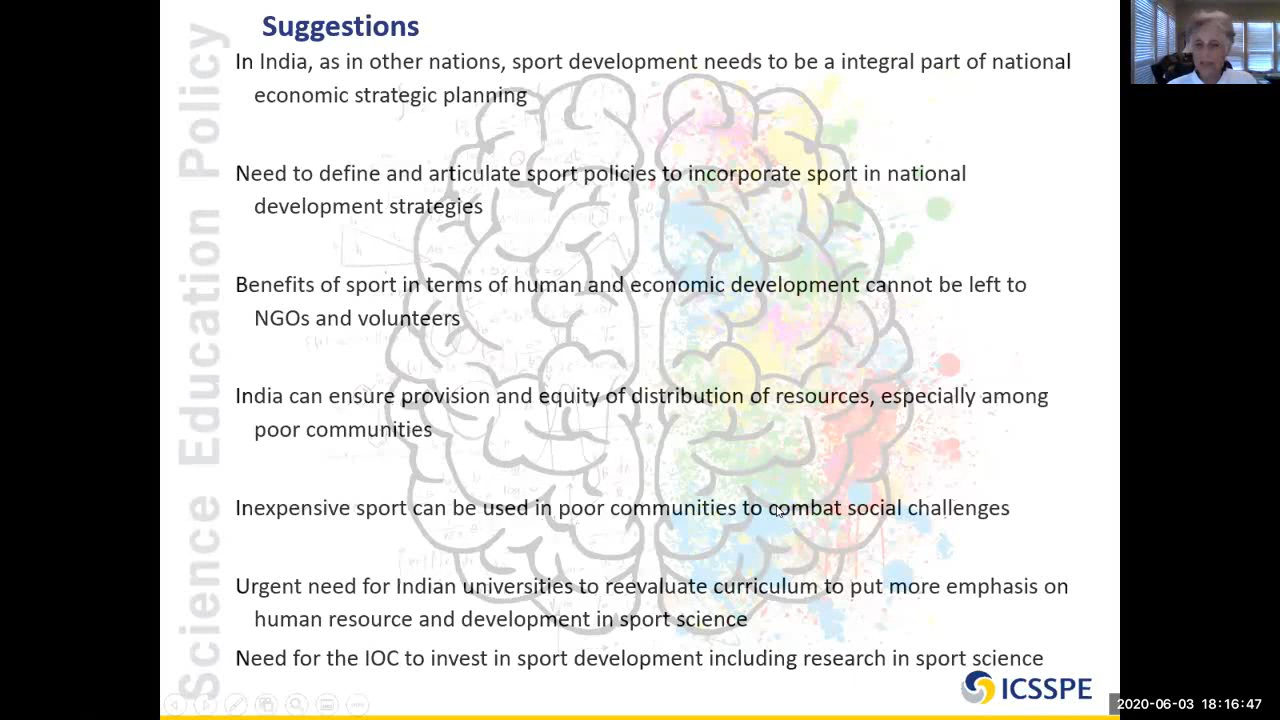 Suggestions
In India, as in other nations, sport development needs to be a integral part of national
economic strategic planning
Need to define and articulate sport policies to incorporate sport in national
development strategies
Benefits of sport in terms of human and economic development cannot be left to
NGOs and volunteers
India can ensure provision and equity of distribution of resources, especially among
poor communities
Inexpensive sport can be used in poor communities to combat social challenges
Urgent need for Indian universities to reevaluate curriculum to put more emphasis on
human resource and development in sport science
Need for the IOC to invest in sport development including research in sport science
Science Education Policy
ICSSPE
2020-06-03 18:16:47